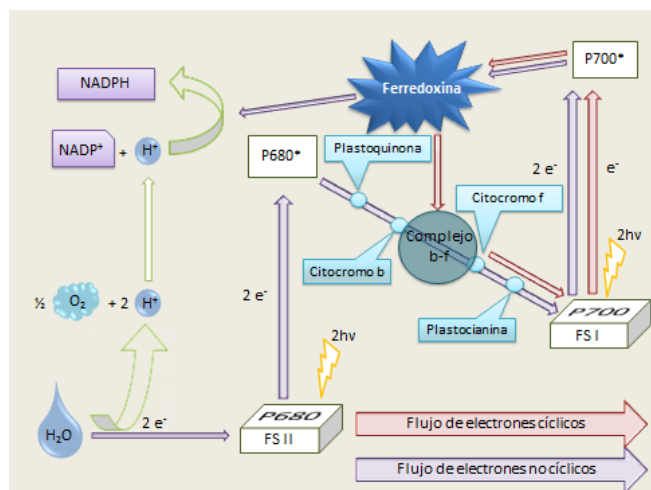 NADPH
Ferredoxina
P700*
NADP+ + H+
P680*
Plastoquinona
2 e-
e-
Citocromo f
Complejo
b-f
2hν
Citocromo b
2 e-
½ O₂ + 2 H+
Plastocianina
P700
FS I
2hν
H₂O
2 e-
P680
FS II
Flujo de electrones cíclicos
Flujo de electrones no cíclicos